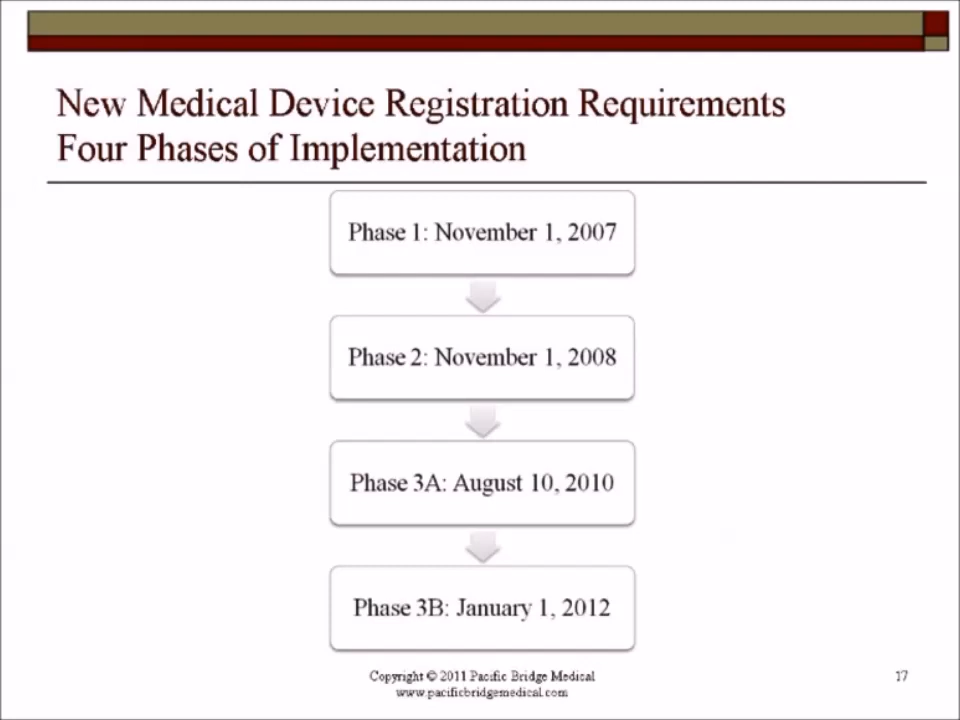 New Medical Device Registration Requirements
Four Phases of Implementation
Phase 1: November 1, 2007
Phase 2: November 1, 2008
Phase 3A: August 10, 2010
Phase 3B: January 1, 2012
Copyright © 2011 Pacific Bridge Medical
www.pacificbridgemedical.com
17